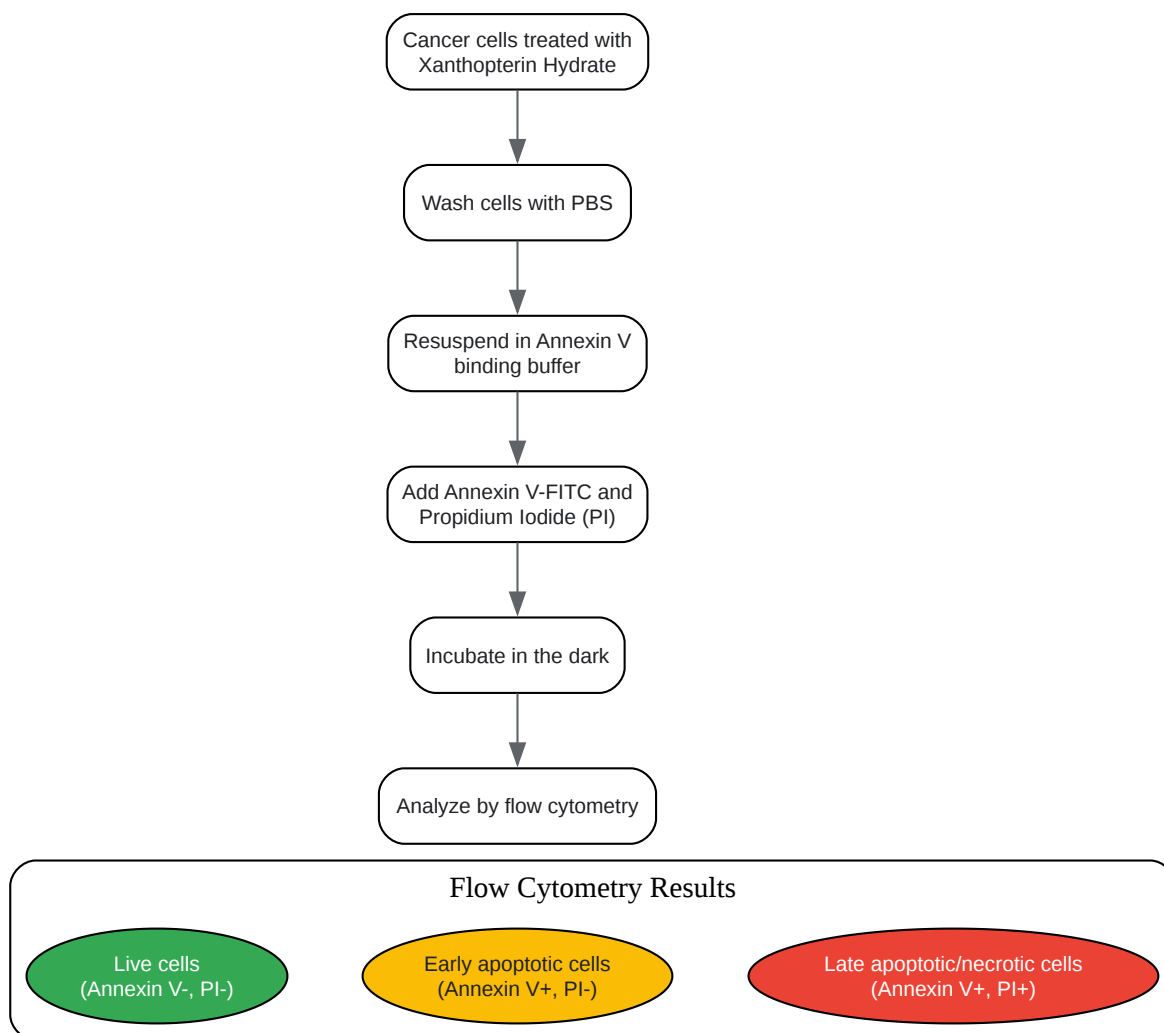 Cancer cells treated with
Xanthopterin Hydrate
Wash cells with PBS
Resuspend in Annexin V
binding buffer
Add Annexin V-FITC and
Propidium Iodide (PI)
Incubate in the dark
Analyze by flow cytometry
Flow Cytometry Results
Live cells
(Annexin V-, PI-)
Early apoptotic cells
(Annexin V+, PI-)
Late apoptotic/necrotic cells
(Annexin V+, PI+)